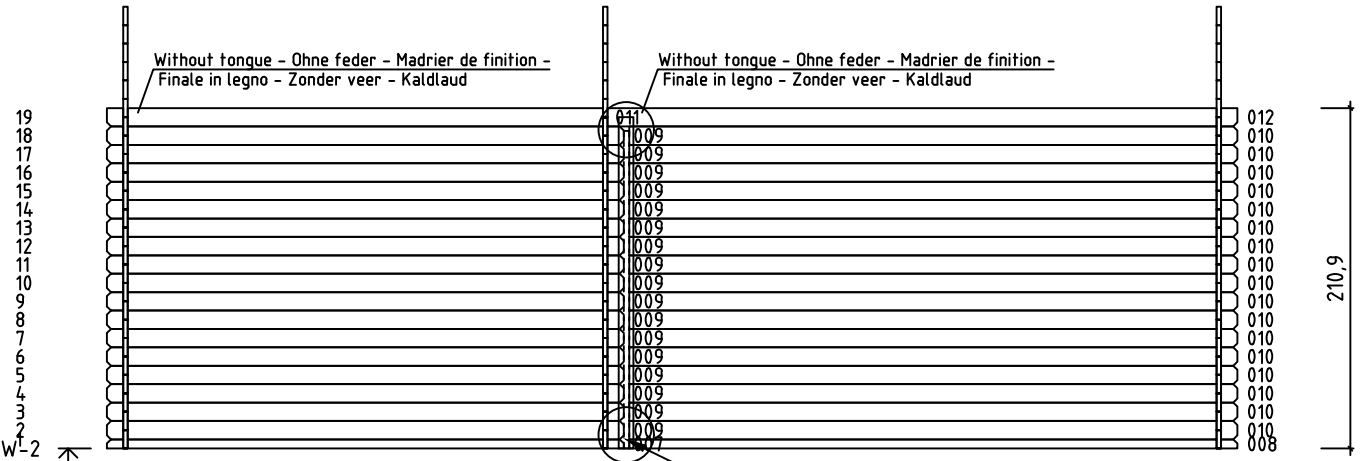 Without tongue - Ohne feder - Madrier de finition -
Finale in legno - Zonder veer - Kaldlaud
Without tongue - Ohne feder - Madrier de finition -
Finale in legno - Zonder veer - Kaldlaud
19 011 012
18 009 010
17 009 010
16 009 010
15 009 010
14 009 010
13 009 010
12 009 010
11 009 010
10 009 010
9 009 010
8 009 010
7 009 010
6 009 010
5 009 010
4 009 010
3 009 010
2 009 010
1 007 008
W-2
210,9